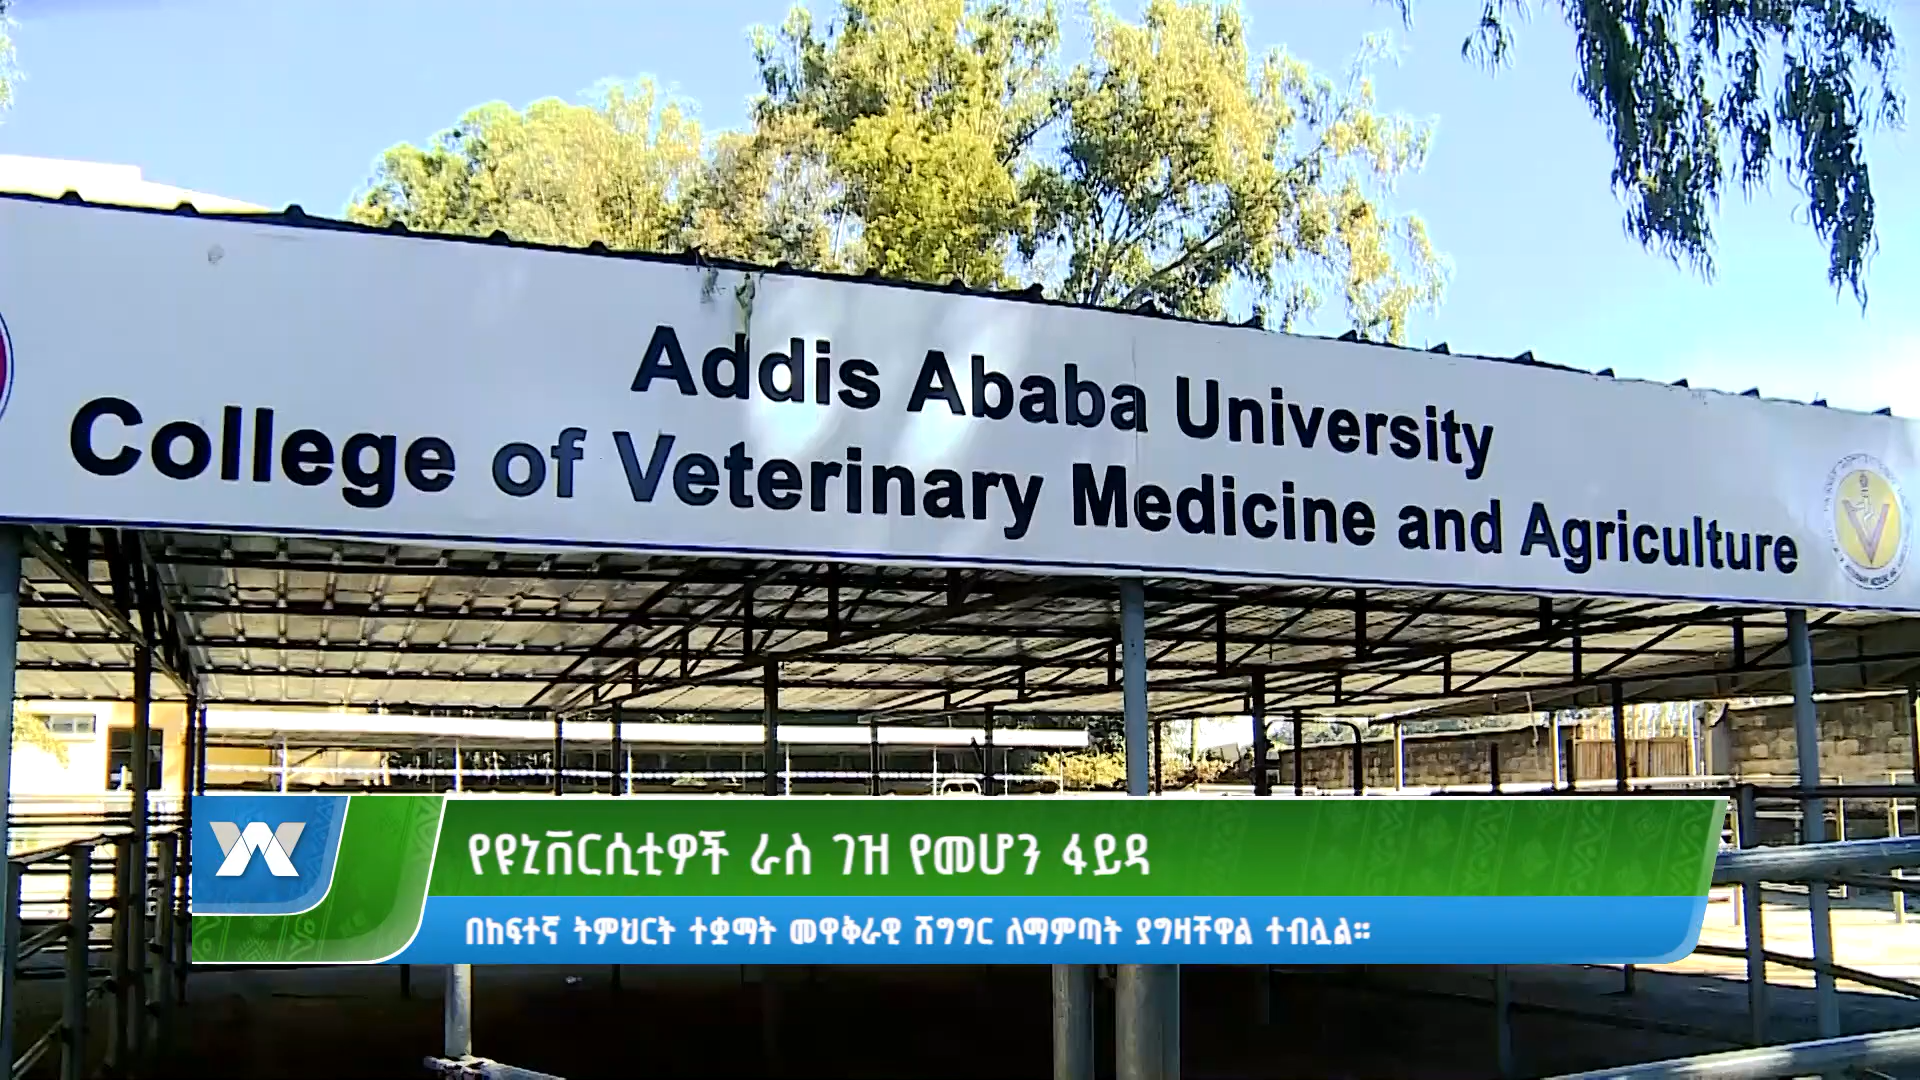 Addis Ababa University
College of Veterinary Medicine and Agriculture
የዩኒቨርሲቲዎች ራስ ገዝ የመሆን ፋይዳ
በከፍተኛ ትምህርት ተቋማት መዋቅራዊ ሽግግር ለማምጣት ያግዛቸዋል ተብሏል።